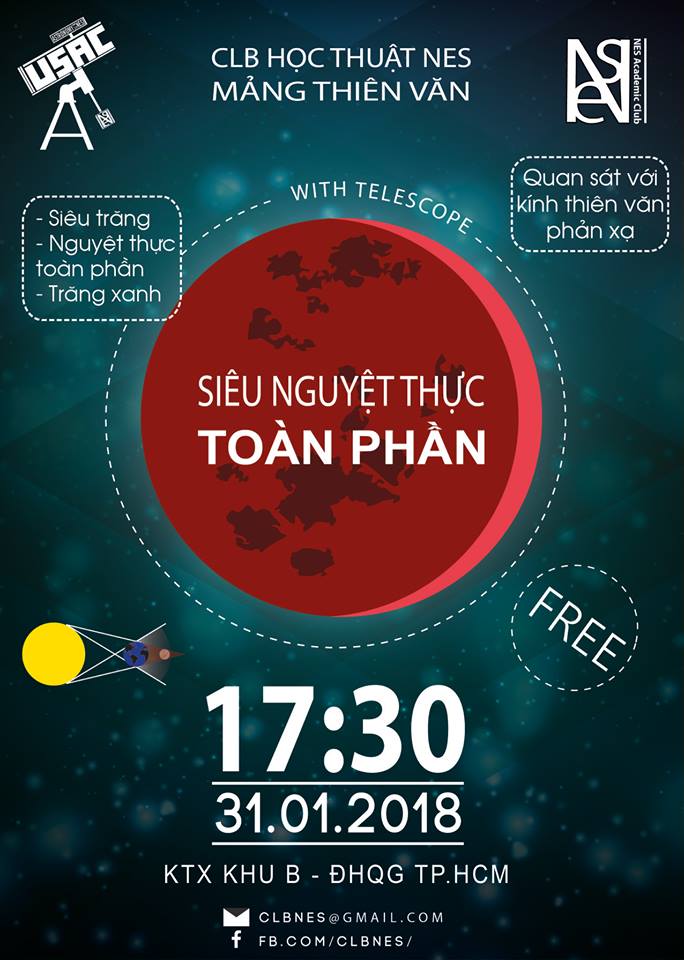 USAC
CLB HỌC THUẬT NES
MẢNG THIÊN VĂN
NES
NES Academic Club
WITH TELESCOPE
- Siêu trăng
- Nguyệt thực
toàn phần
- Trăng xanh
Quan sát với
kính thiên văn
phản xạ
SIÊU NGUYỆT THỰC
TOÀN PHẦN
FREE
17:30
31.01.2018
KTX KHU B - ĐHQG TP.HCM
CLBNES@GMAIL.COM
FB.COM/CLBNES/